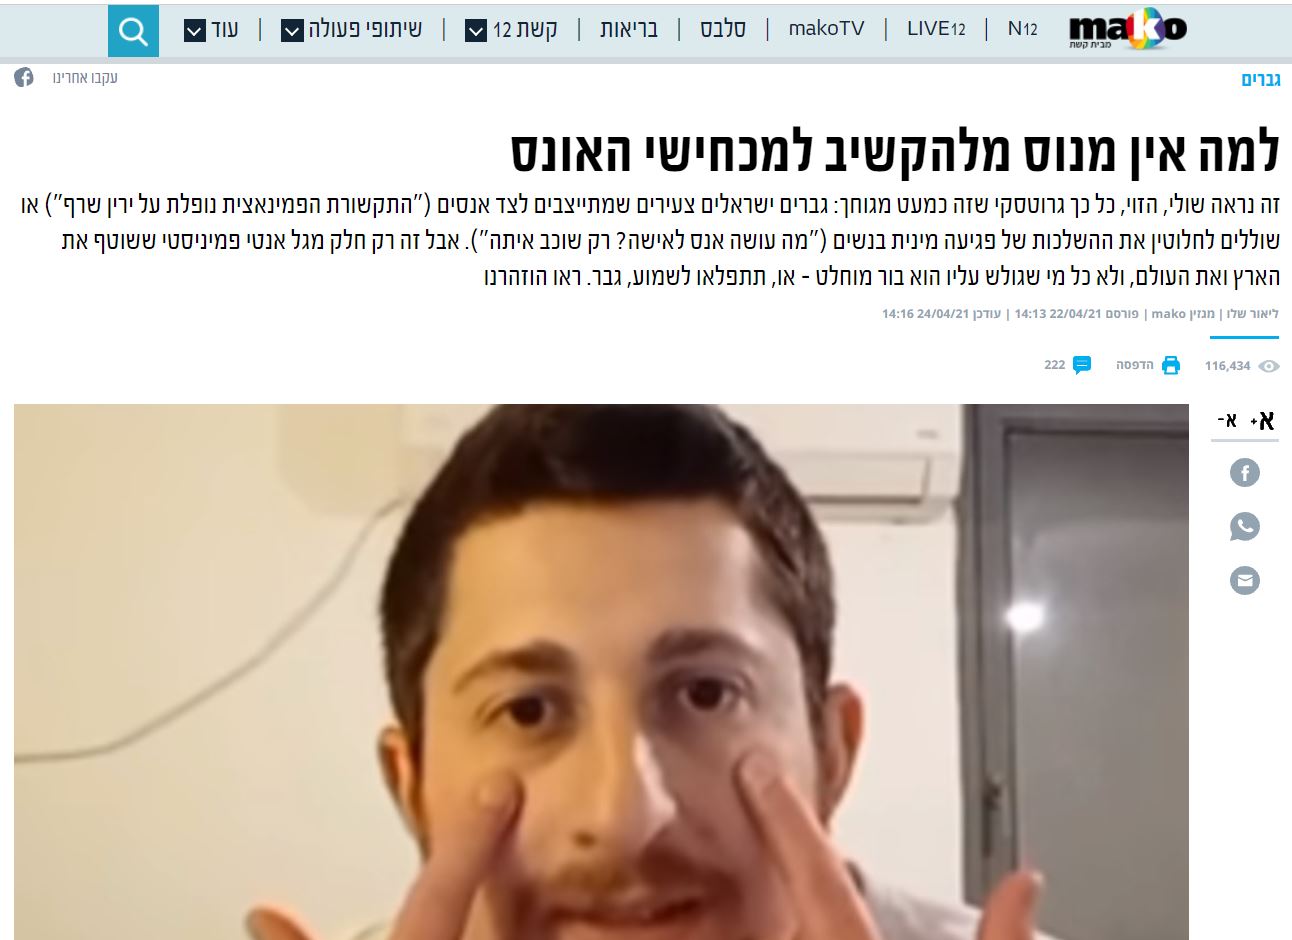 mako
מבית קשת
N12 | LIVE12 | makoTV | סלבס | בריאות | קשת 12 | שיתופי פעולה | עוד
גברים
עקבו אחרינו
למה אין מנוס מלהקשיב למכחישי האונס
זה נראה שולי, הזוי, כל כך גרוטסקי שזה כמעט מגוחך: גברים ישראלים צעירים שמתייצבים לצד אנסים ("התקשורת הפמינאצית נופלת על ירין שרף") או
שוללים לחלוטין את ההשלכות של פגיעה מינית בנשים ("מה עושה אנס לאישה? רק שוכב איתה"). אבל זה רק חלק מגל אנטי פמיניסטי ששוטף את
הארץ ואת העולם, ולא כל מי שגולש עליו הוא בור מוחלט - או, תתפלאו לשמוע, גבר. ראו הוזהרנו
ליאור שלו | מגזין mako | פורסם 22/04/21 14:13 | עודכן 24/04/21 14:16
116,434 הדפסה 222
א+ א-